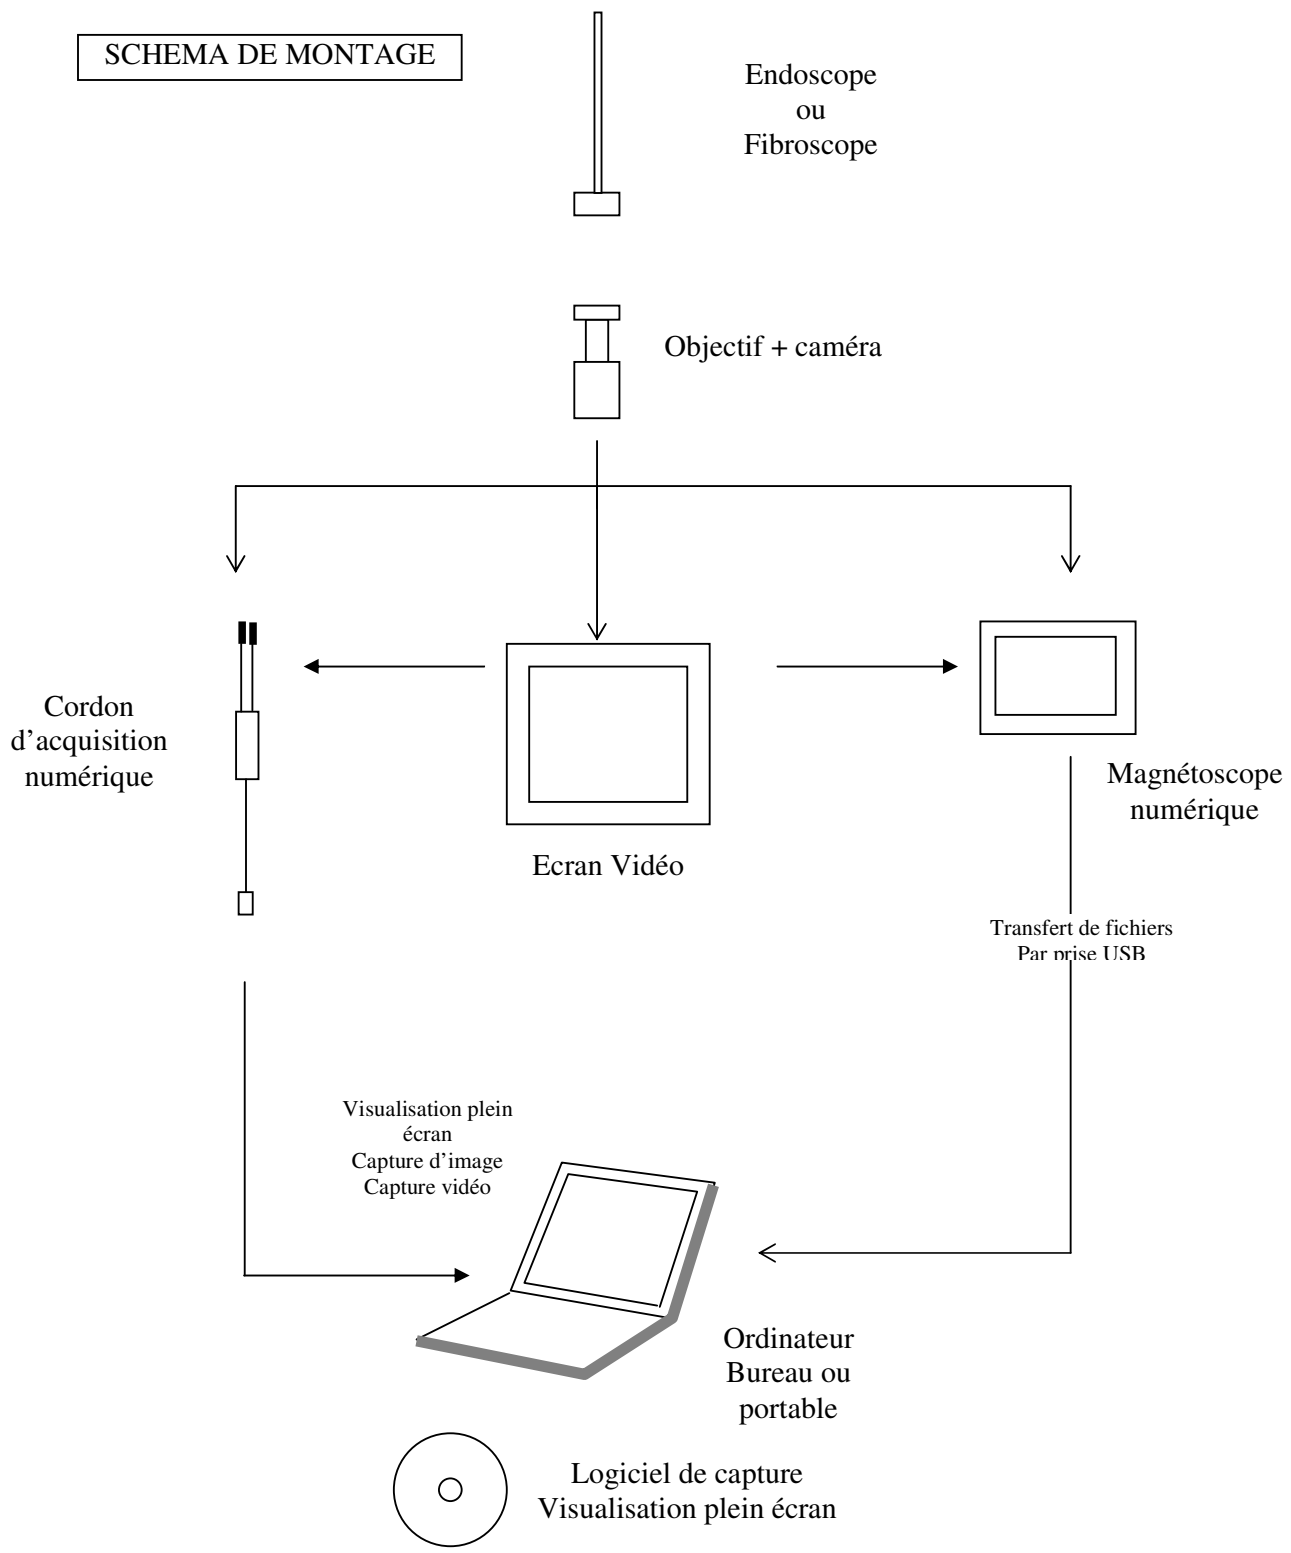 SCHEMA DE MONTAGE
Endoscope
ou
Fibroscope
Objectif + caméra
Cordon
d’acquisition
numérique
Ecran Vidéo
Magnétoscope
numérique
Transfert de fichiers
Par prise USB
Visualisation plein
écran
Capture d’image
Capture vidéo
Ordinateur
Bureau ou
portable
Logiciel de capture
Visualisation plein écran